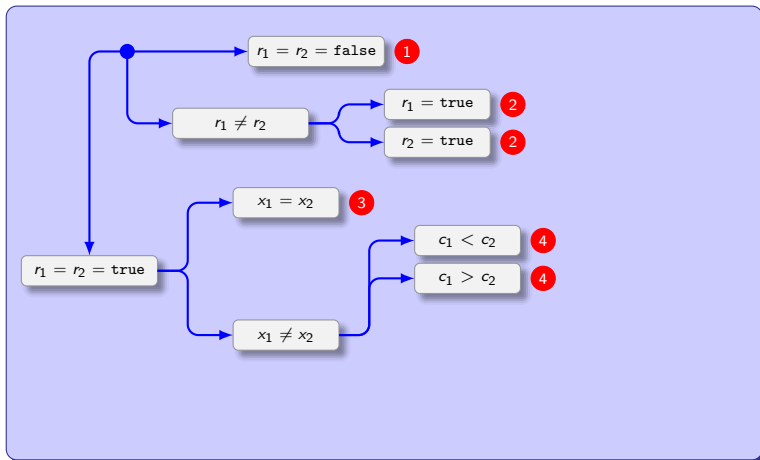 r₁ = r₂ = false 1
r₁ ≠ r₂
r₁ = true 2
r₂ = true 2
x₁ = x₂ 3
c₁ < c₂ 4
r₁ = r₂ = true
c₁ > c₂ 4
x₁ ≠ x₂